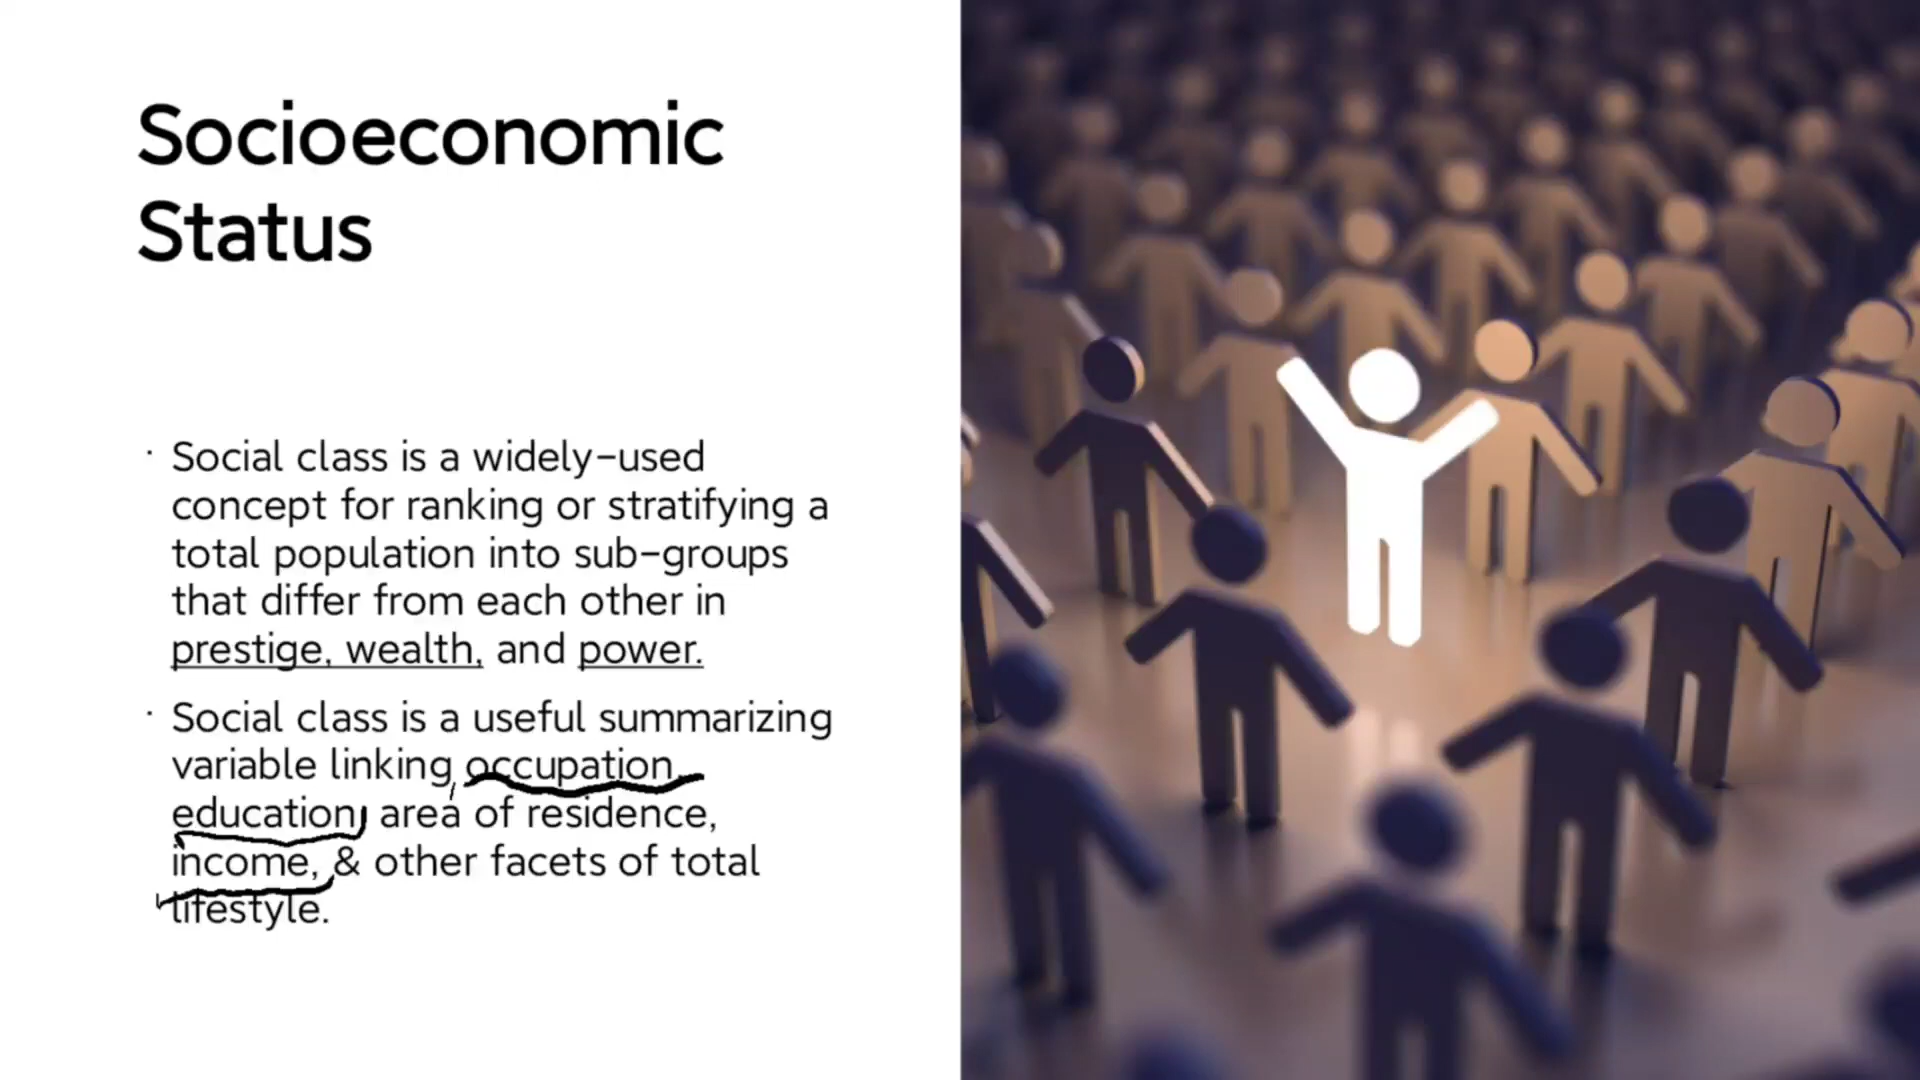 Socioeconomic
Status
· Social class is a widely-used
concept for ranking or stratifying a
total population into sub-groups
that differ from each other in
prestige, wealth, and power.
· Social class is a useful summarizing
variable linking occupation,
education, area of residence,
income, & other facets of total
lifestyle.